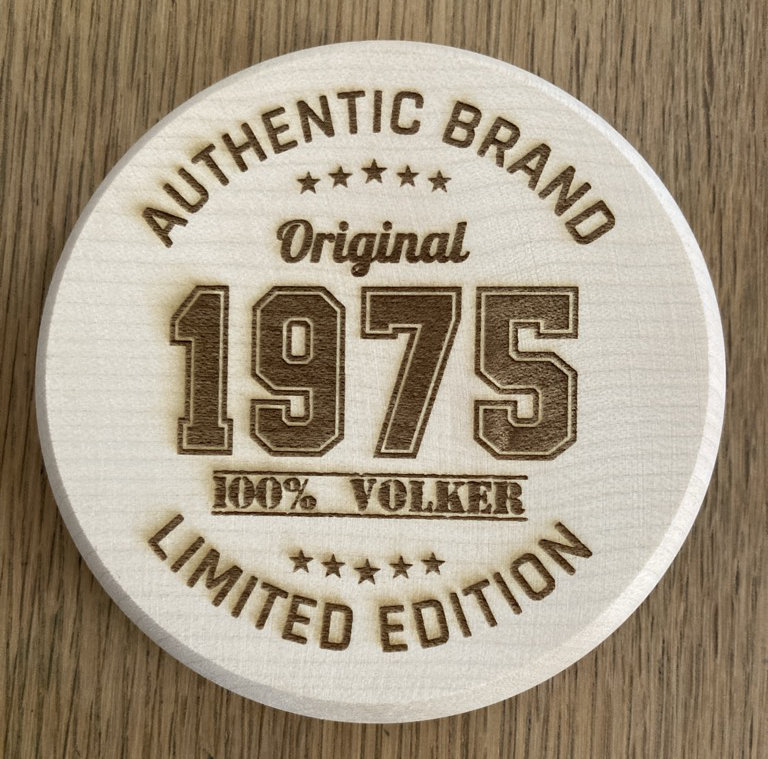 AUTHENTIC BRAND
Original
1975
100% VOLKER
LIMITED EDITION